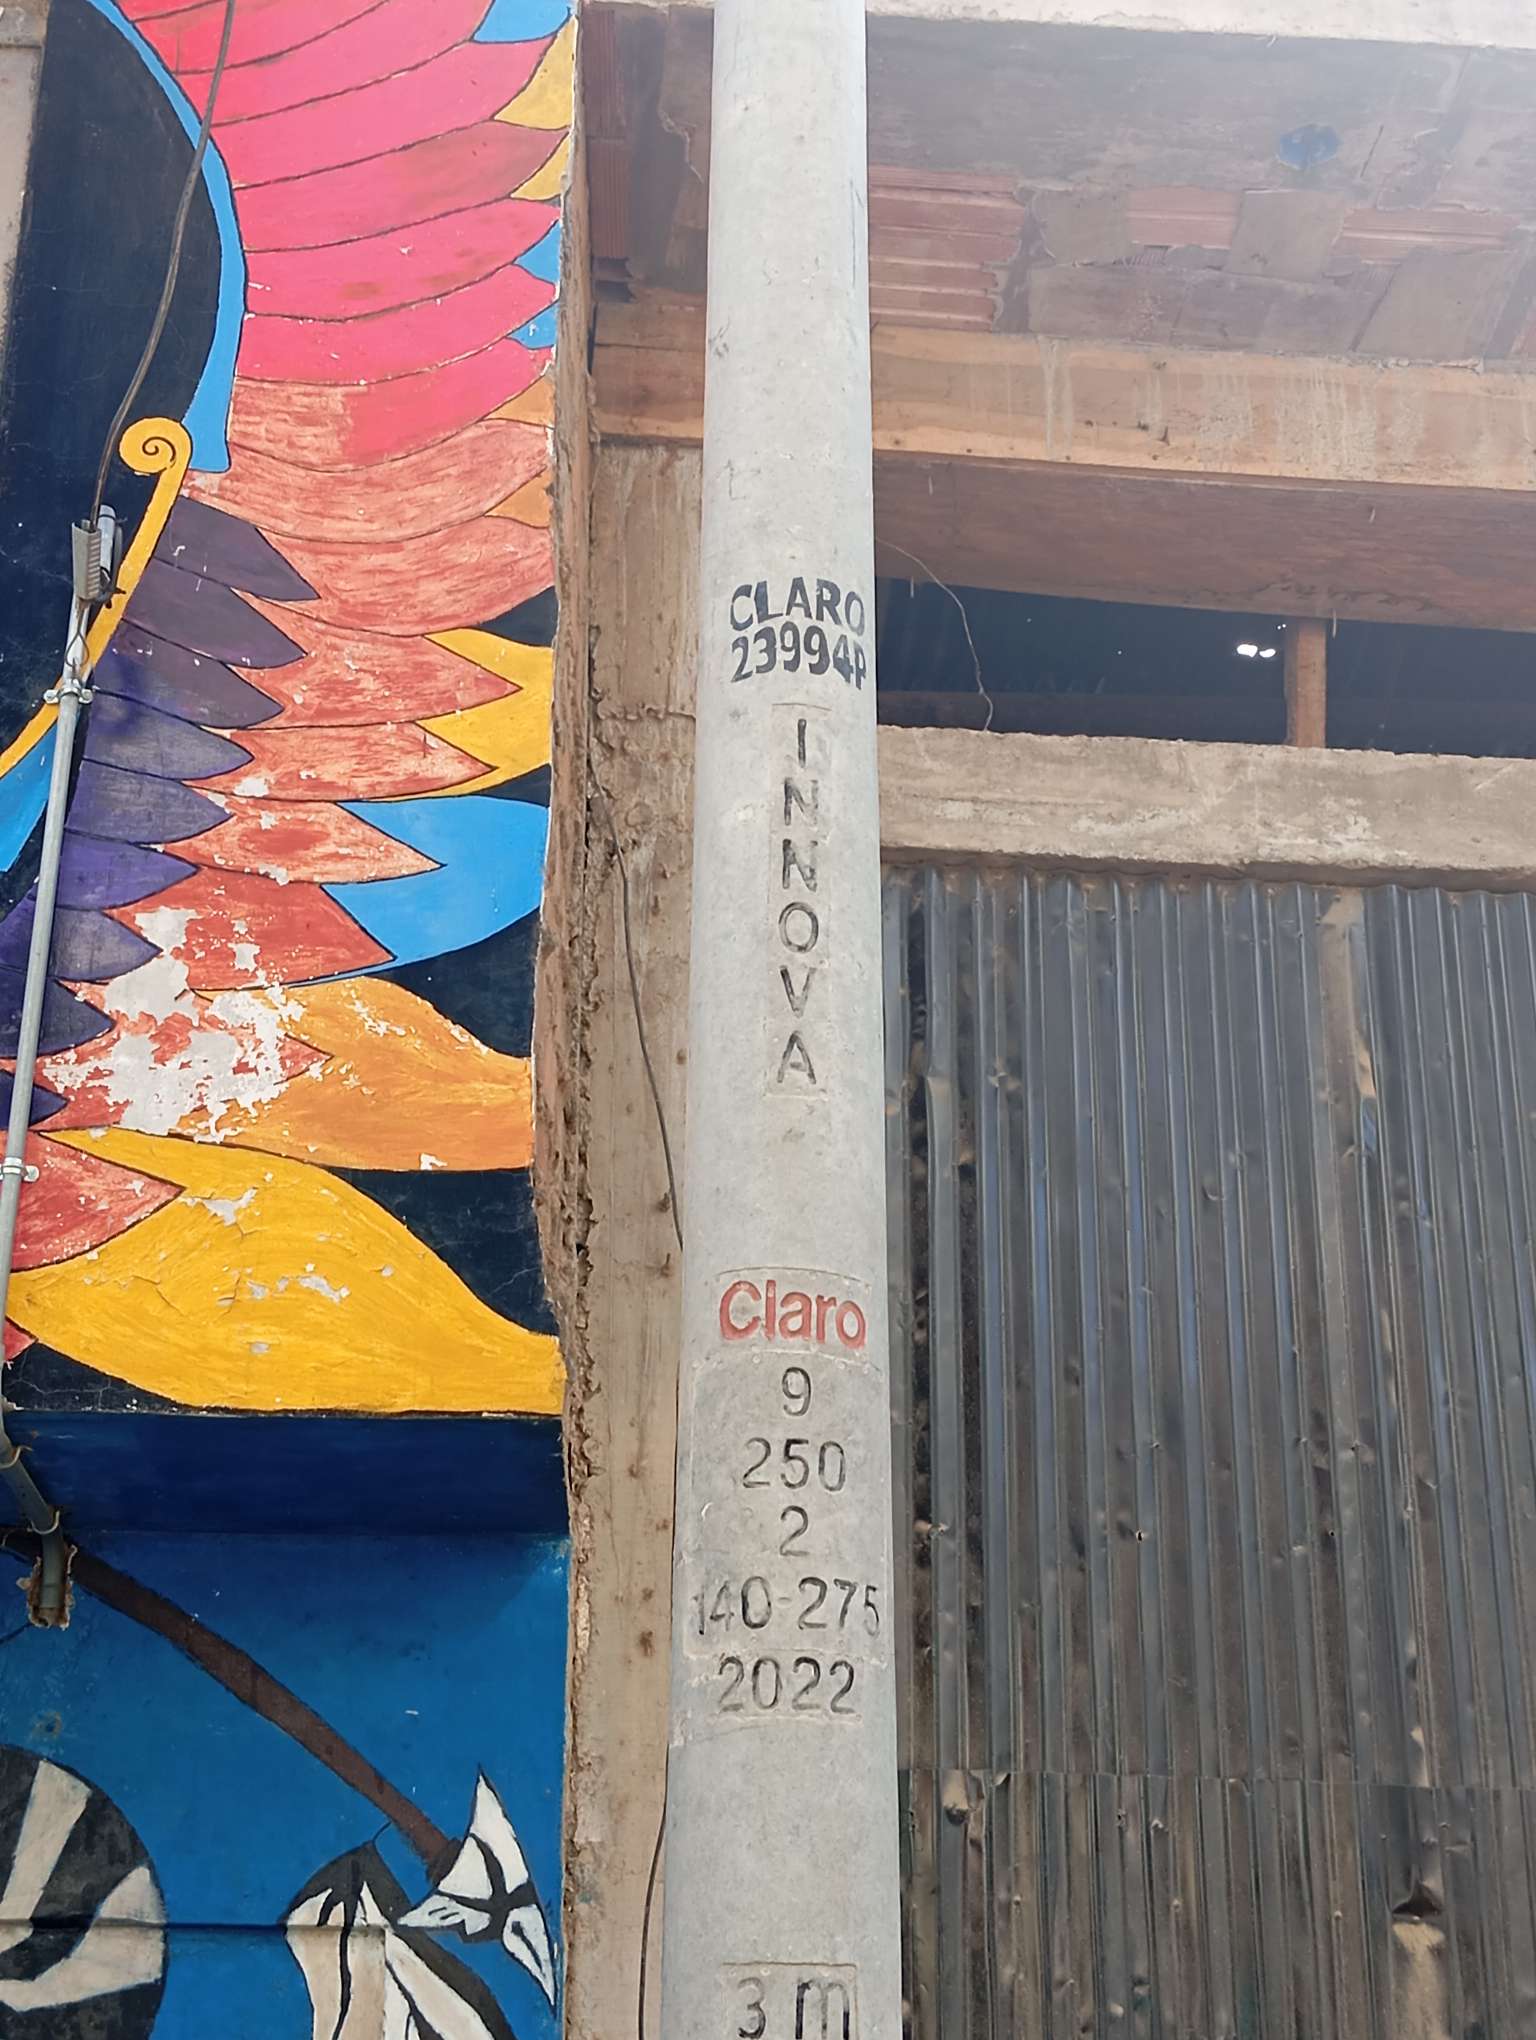 CLARO
23994P
INNOVA
Claro
9
250
2
140-275
2022
3 m